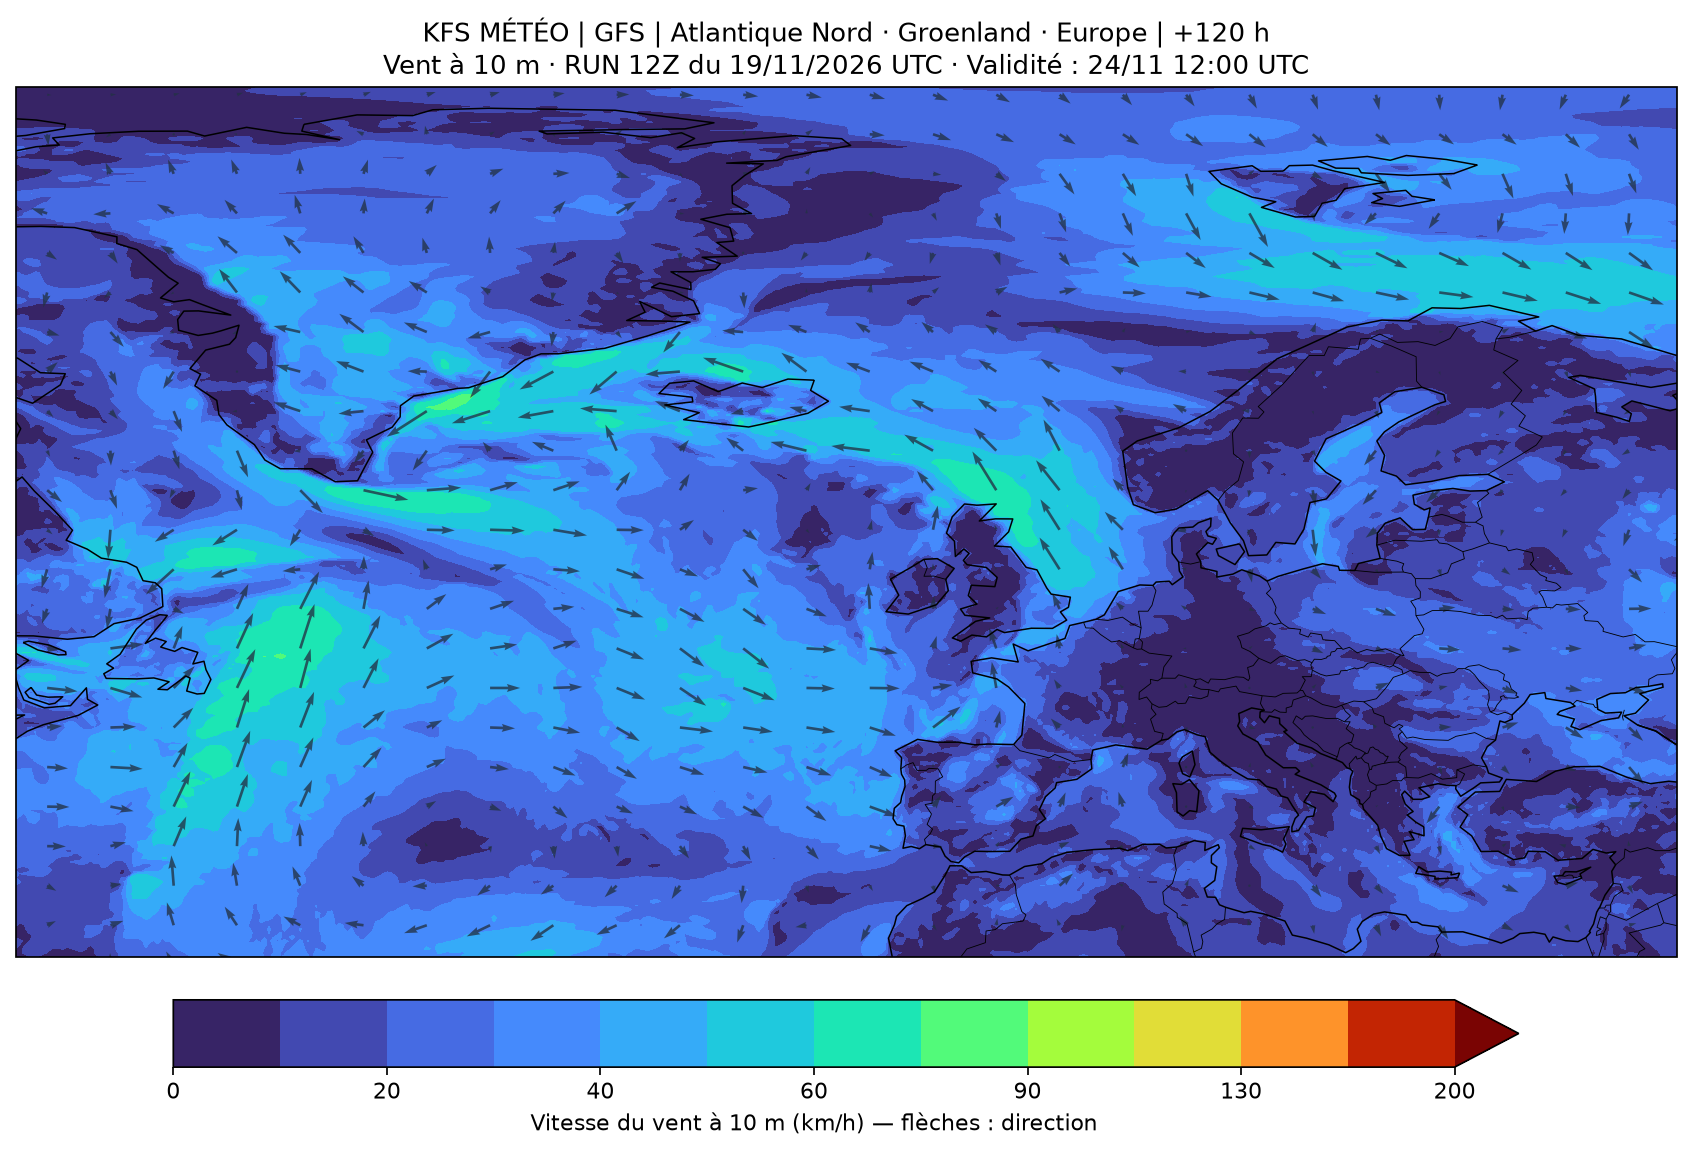 KFS MÉTÉO | GFS | Atlantique Nord · Groenland · Europe | +120 h
Vent à 10 m · RUN 12Z du 19/11/2026 UTC · Validité : 24/11 12:00 UTC
0 20 40 60 90 130 200
Vitesse du vent à 10 m (km/h) — flèches : direction